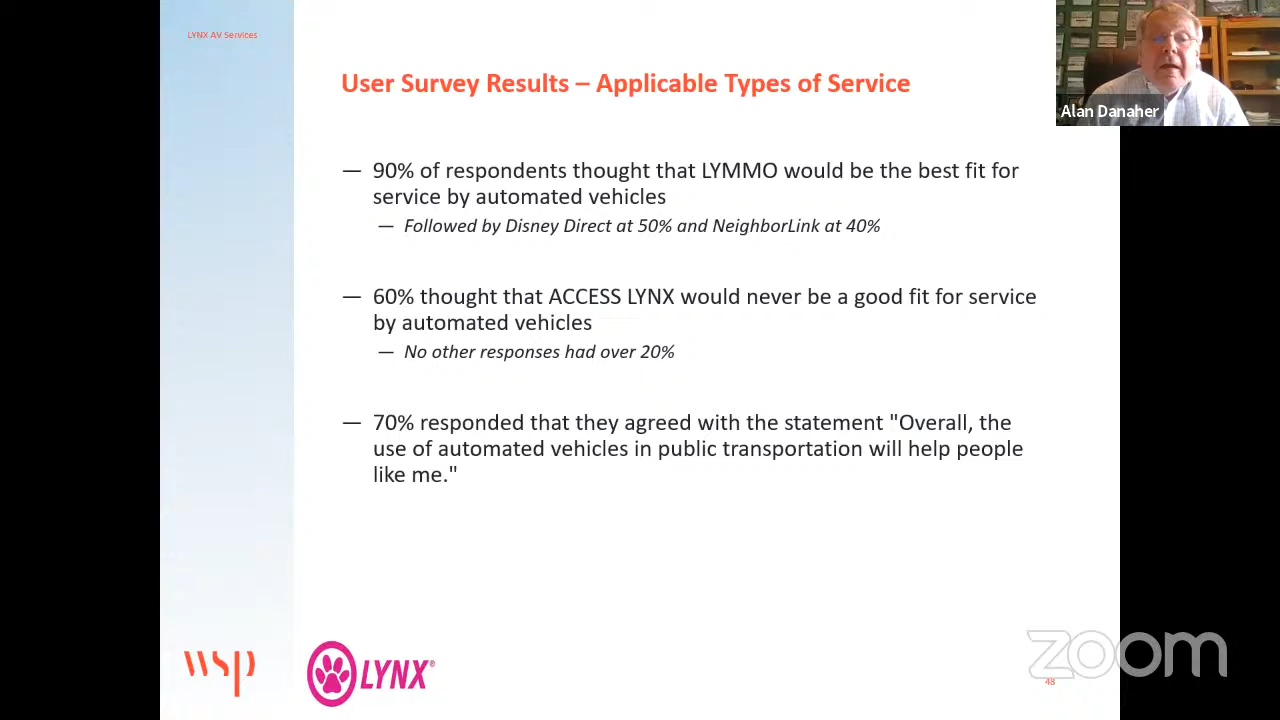 LYNX AV Services
User Survey Results – Applicable Types of Service
Alan Danaher
— 90% of respondents thought that LYMMO would be the best fit for
service by automated vehicles
— Followed by Disney Direct at 50% and NeighborLink at 40%
— 60% thought that ACCESS LYNX would never be a good fit for service
by automated vehicles
— No other responses had over 20%
— 70% responded that they agreed with the statement "Overall, the
use of automated vehicles in public transportation will help people
like me."
wsp
LYNX®
zoom
48